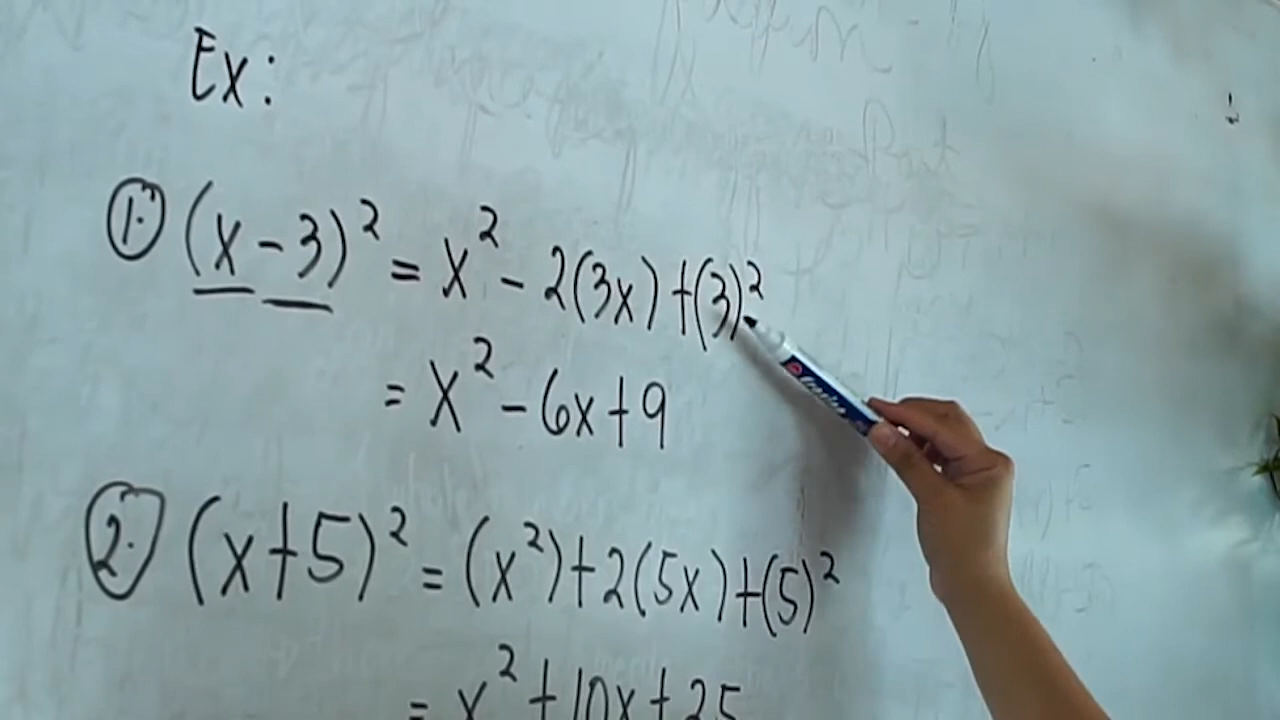 Ex:
1. (x - 3)² = x² - 2(3x) + (3)²
= x² - 6x + 9
2. (x + 5)² = (x²) + 2(5x) + (5)²
= x² + 10x + 25